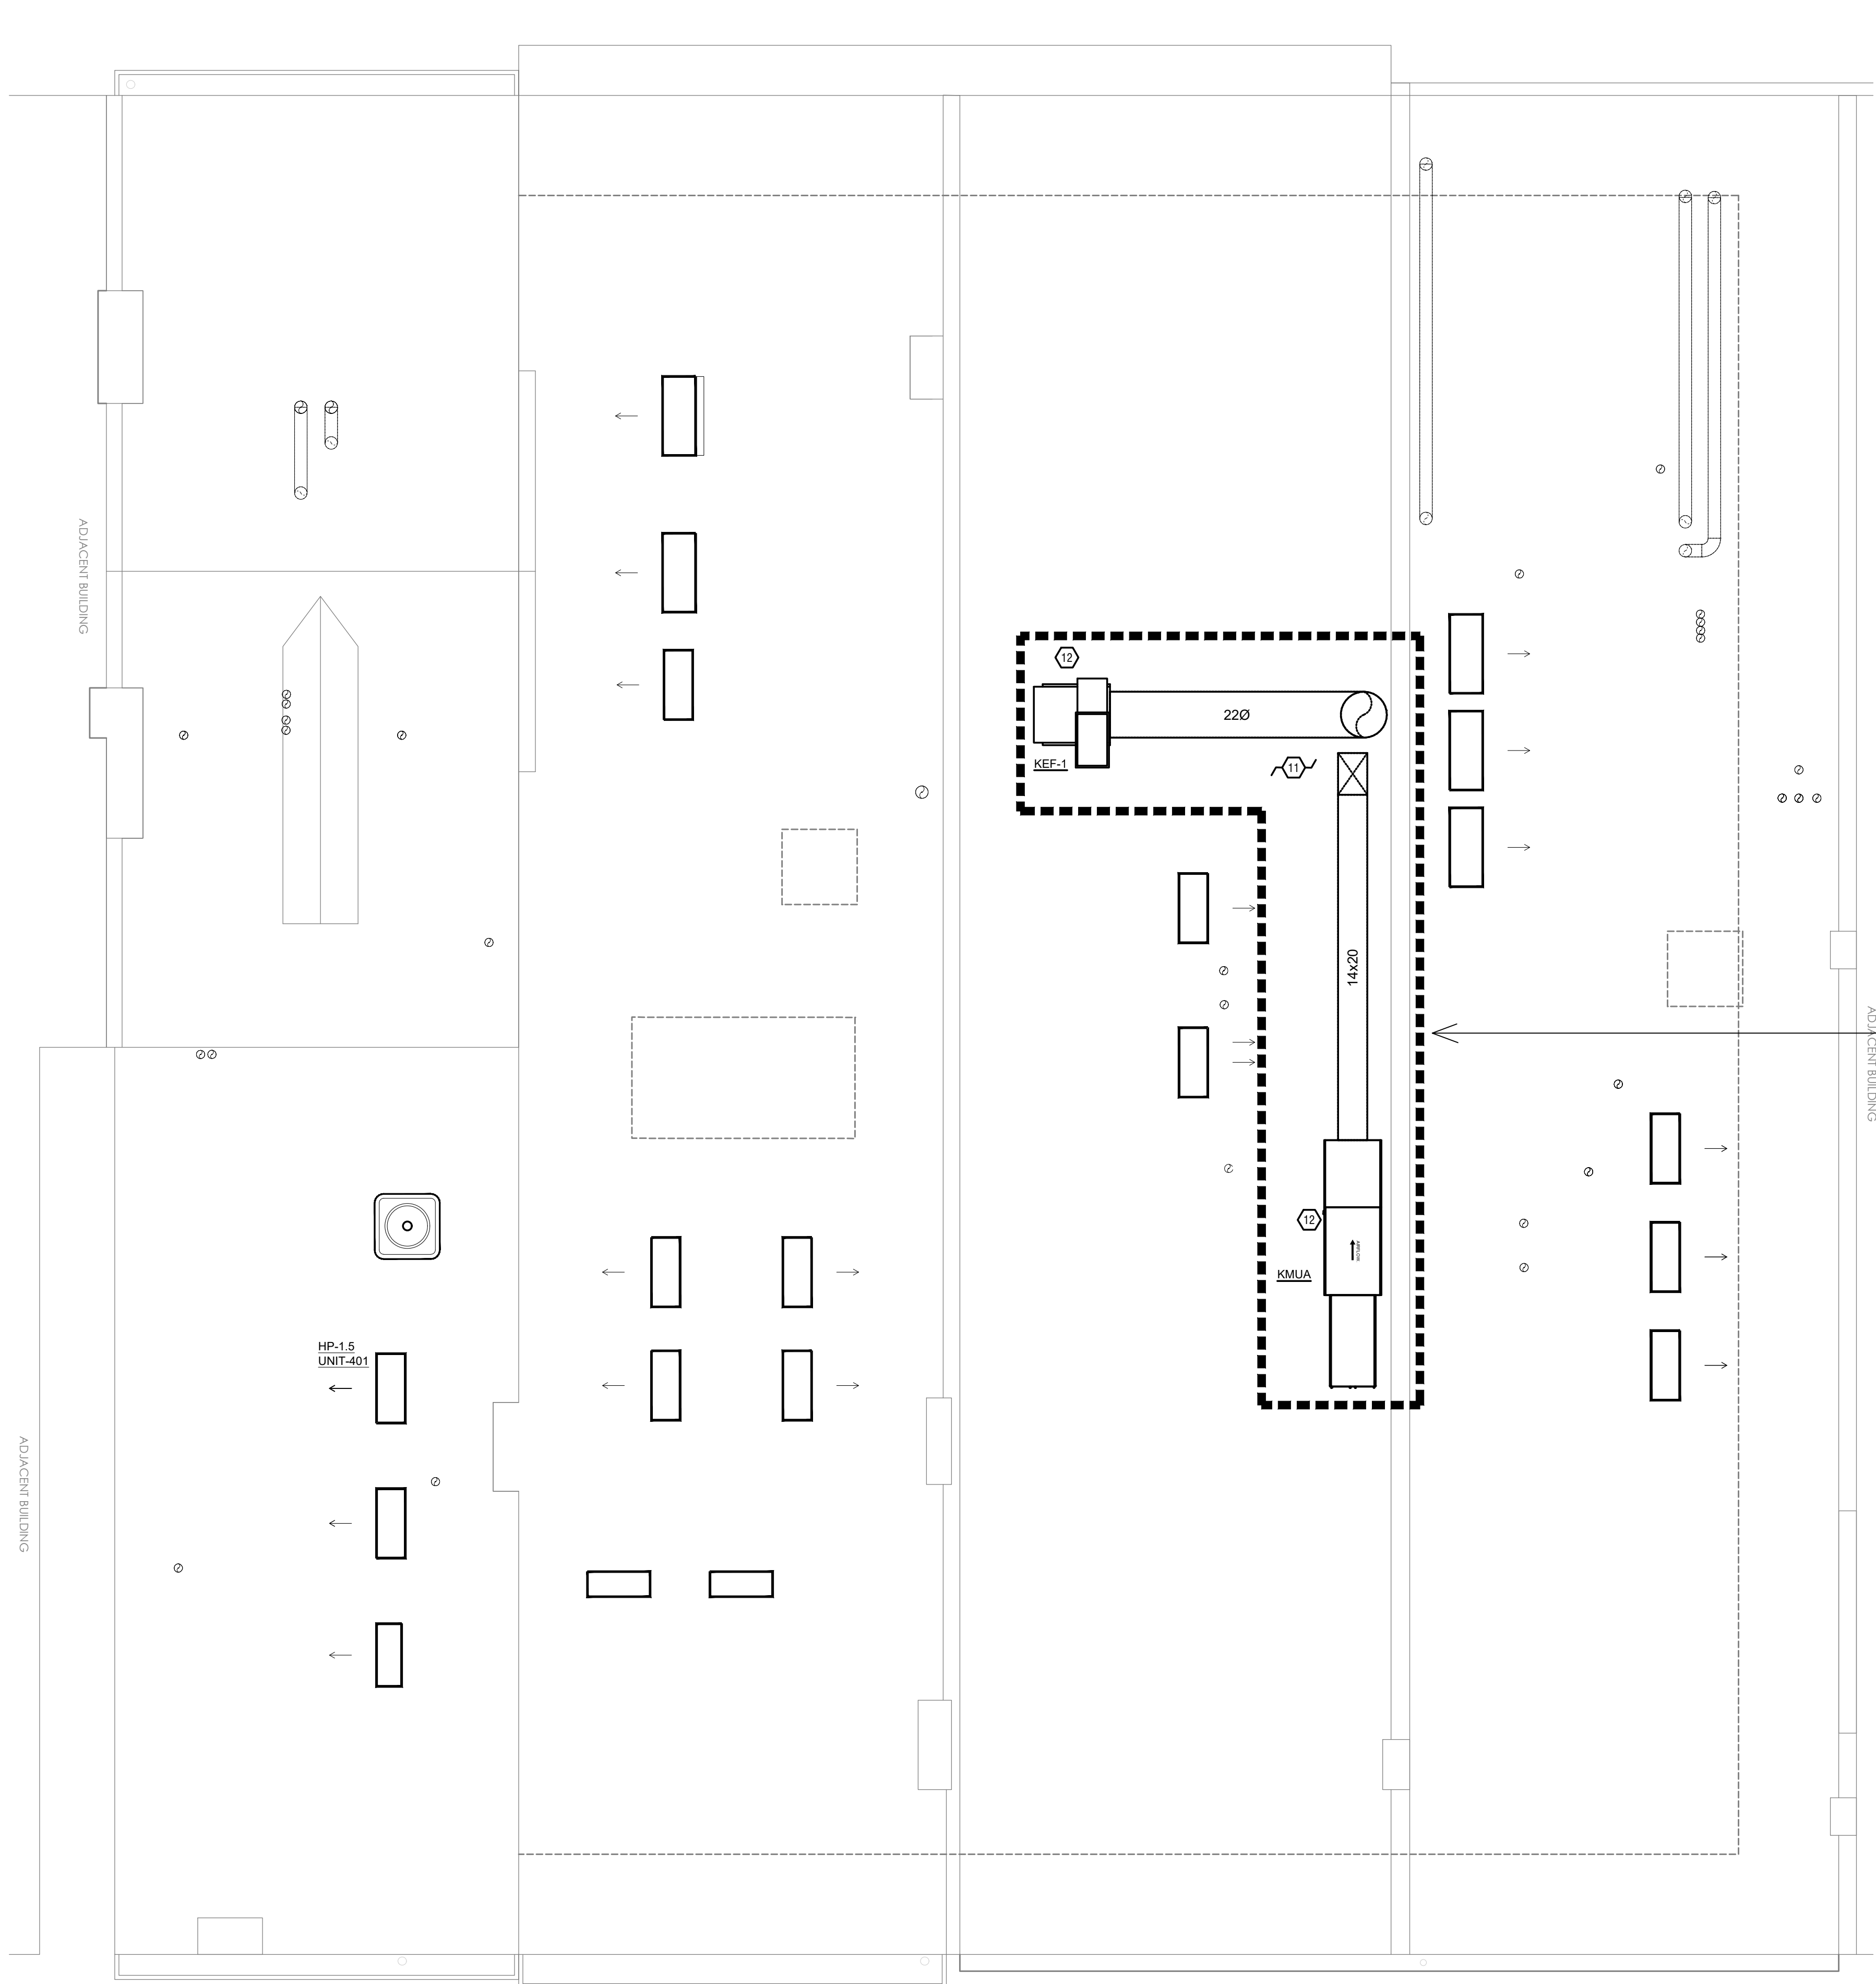 ADJACENT BUILDING
12
22Ø
KEF-1
11
14x20
ADJACENT BUILDING
12
AIRFLOW
KMUA
HP-1.5
UNIT-401
ADJACENT BUILDING